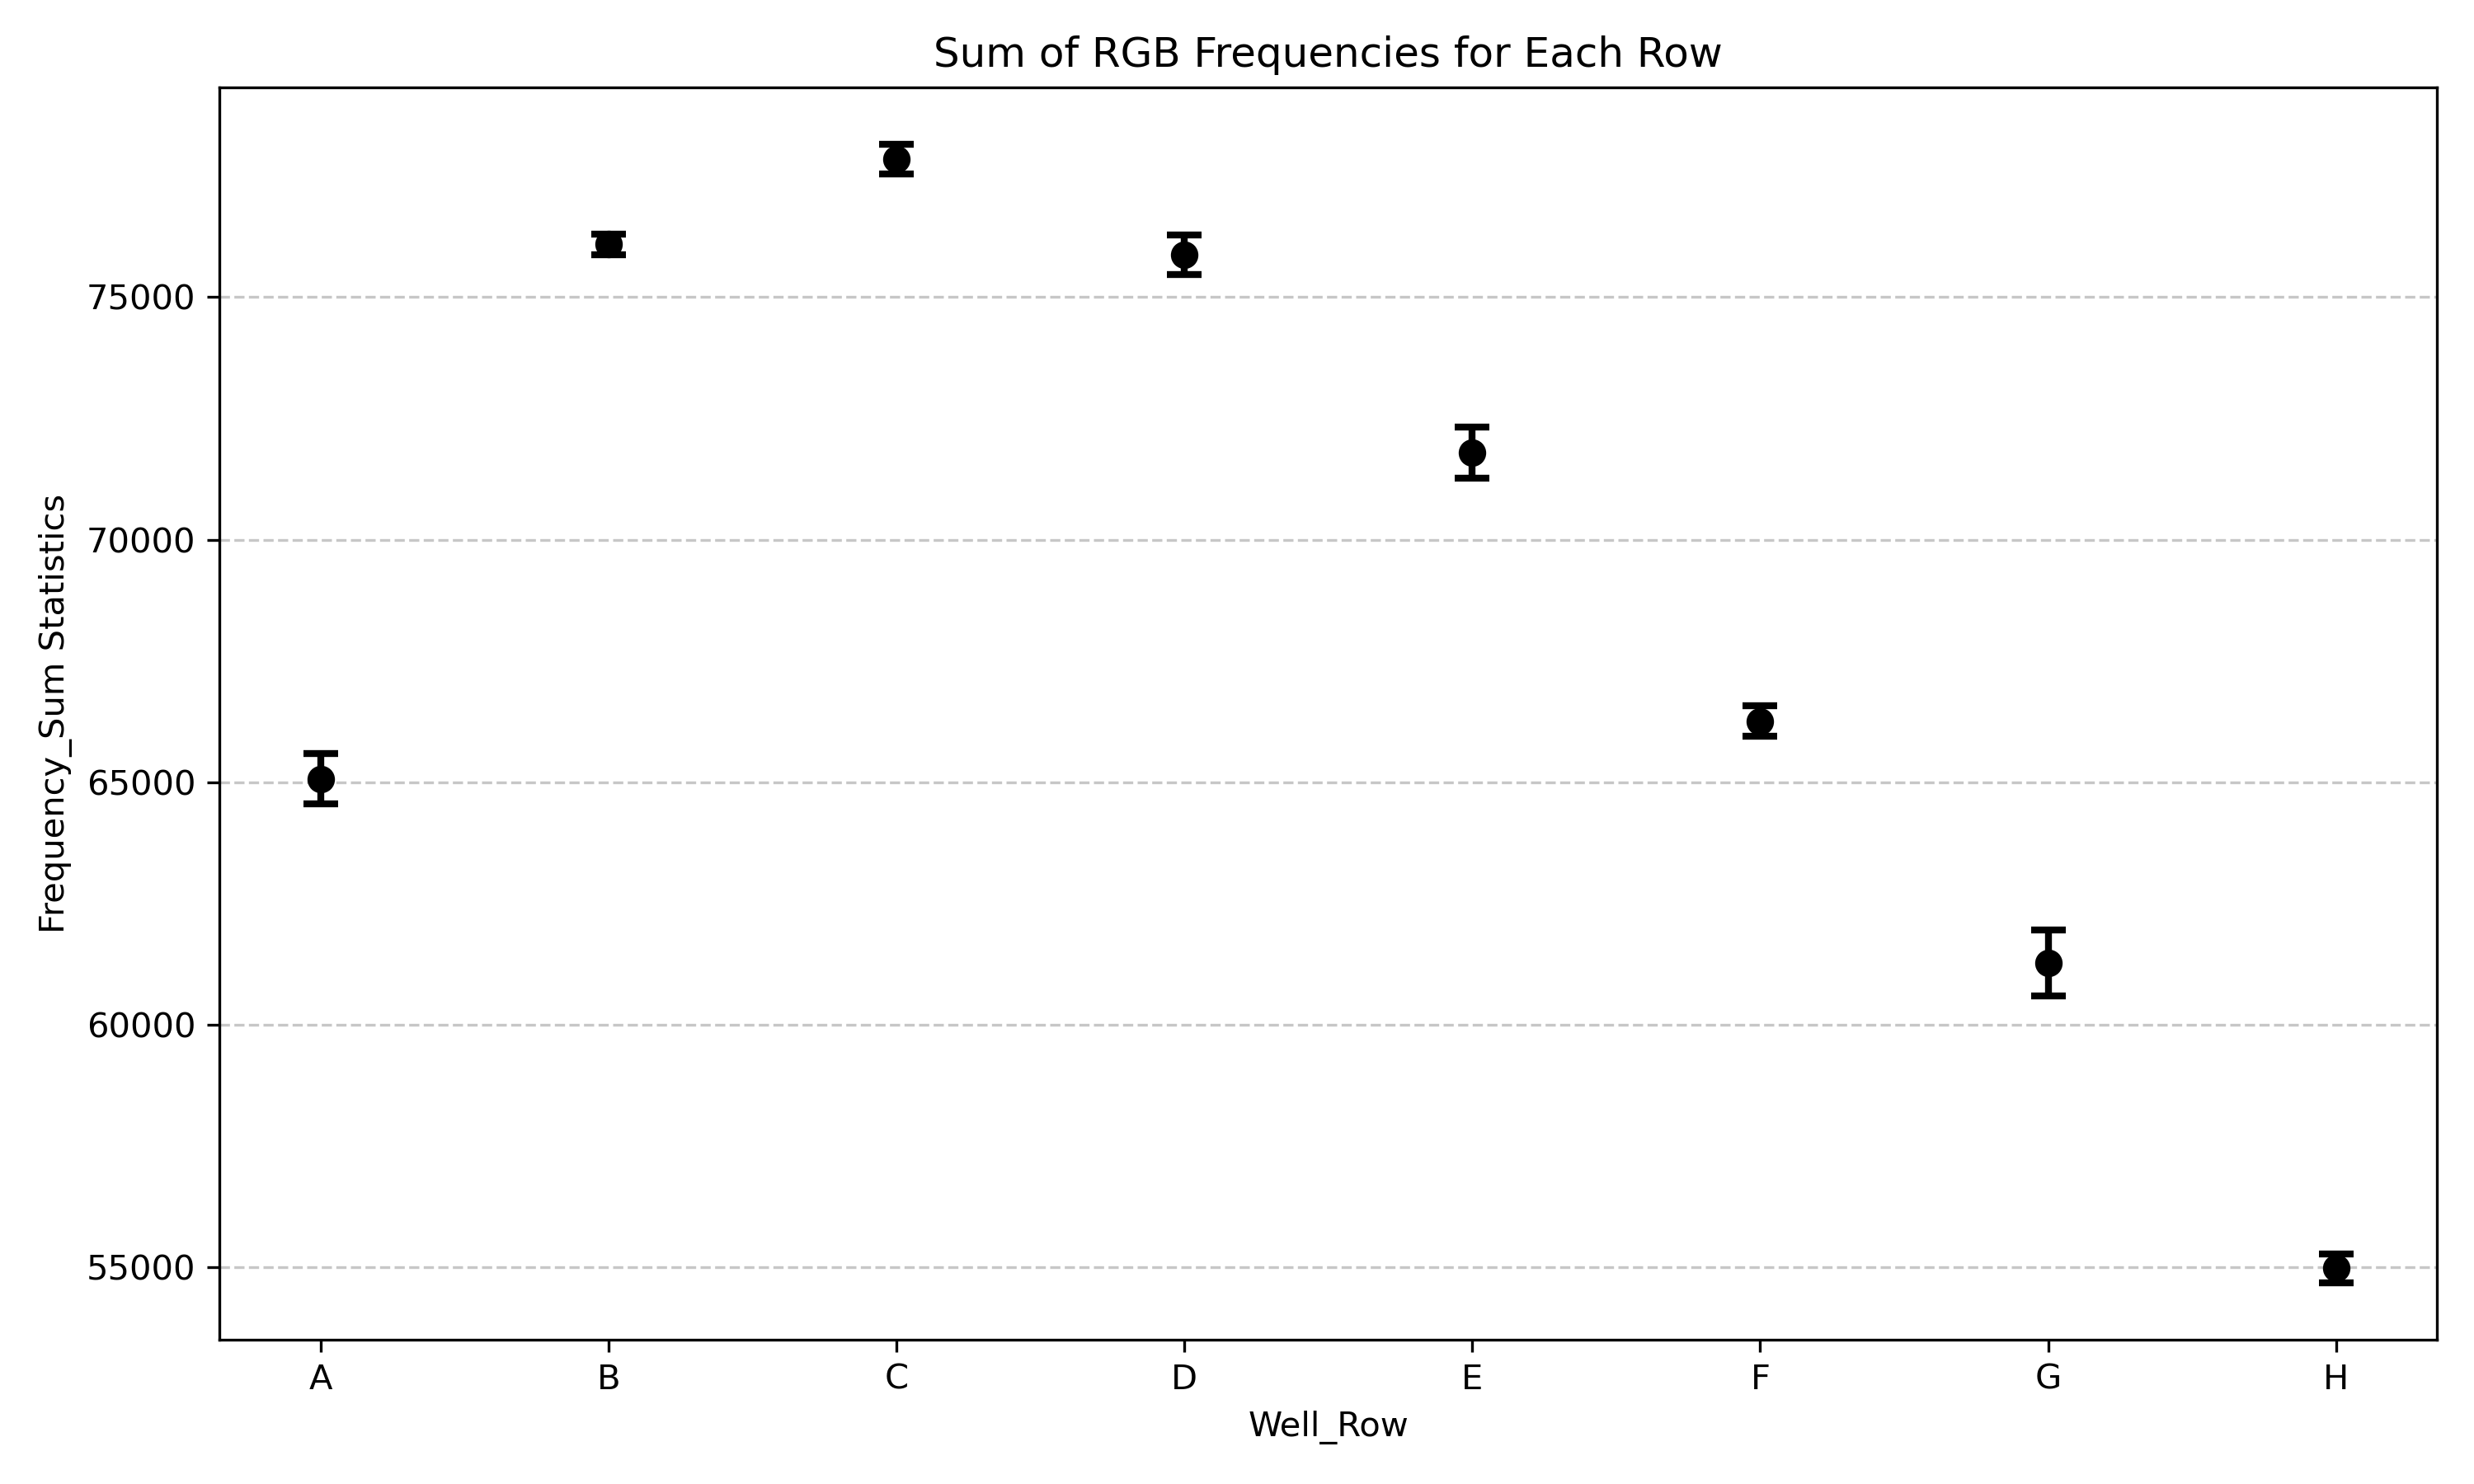 Sum of RGB Frequencies for Each Row
Frequency_Sum Statistics
75000
70000
65000
60000
55000
A B C D E F G H
Well_Row